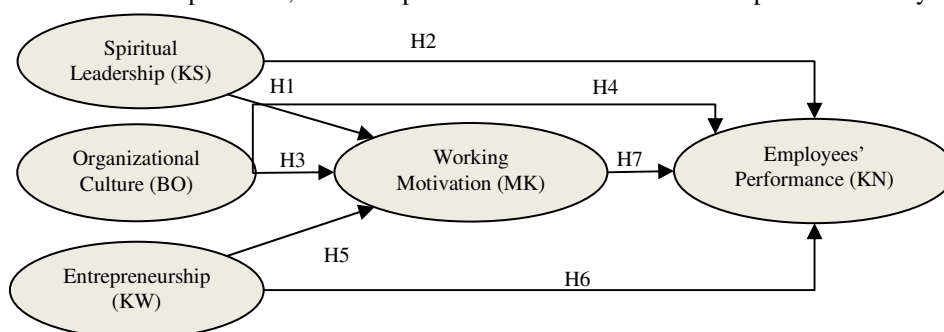 H2
Spiritual
Leadership (KS)
H1
H4
Organizational
Culture (BO)
H3
Working
Motivation (MK)
H7
Employees'
Performance (KN)
H5
Entrepreneurship
(KW)
H6